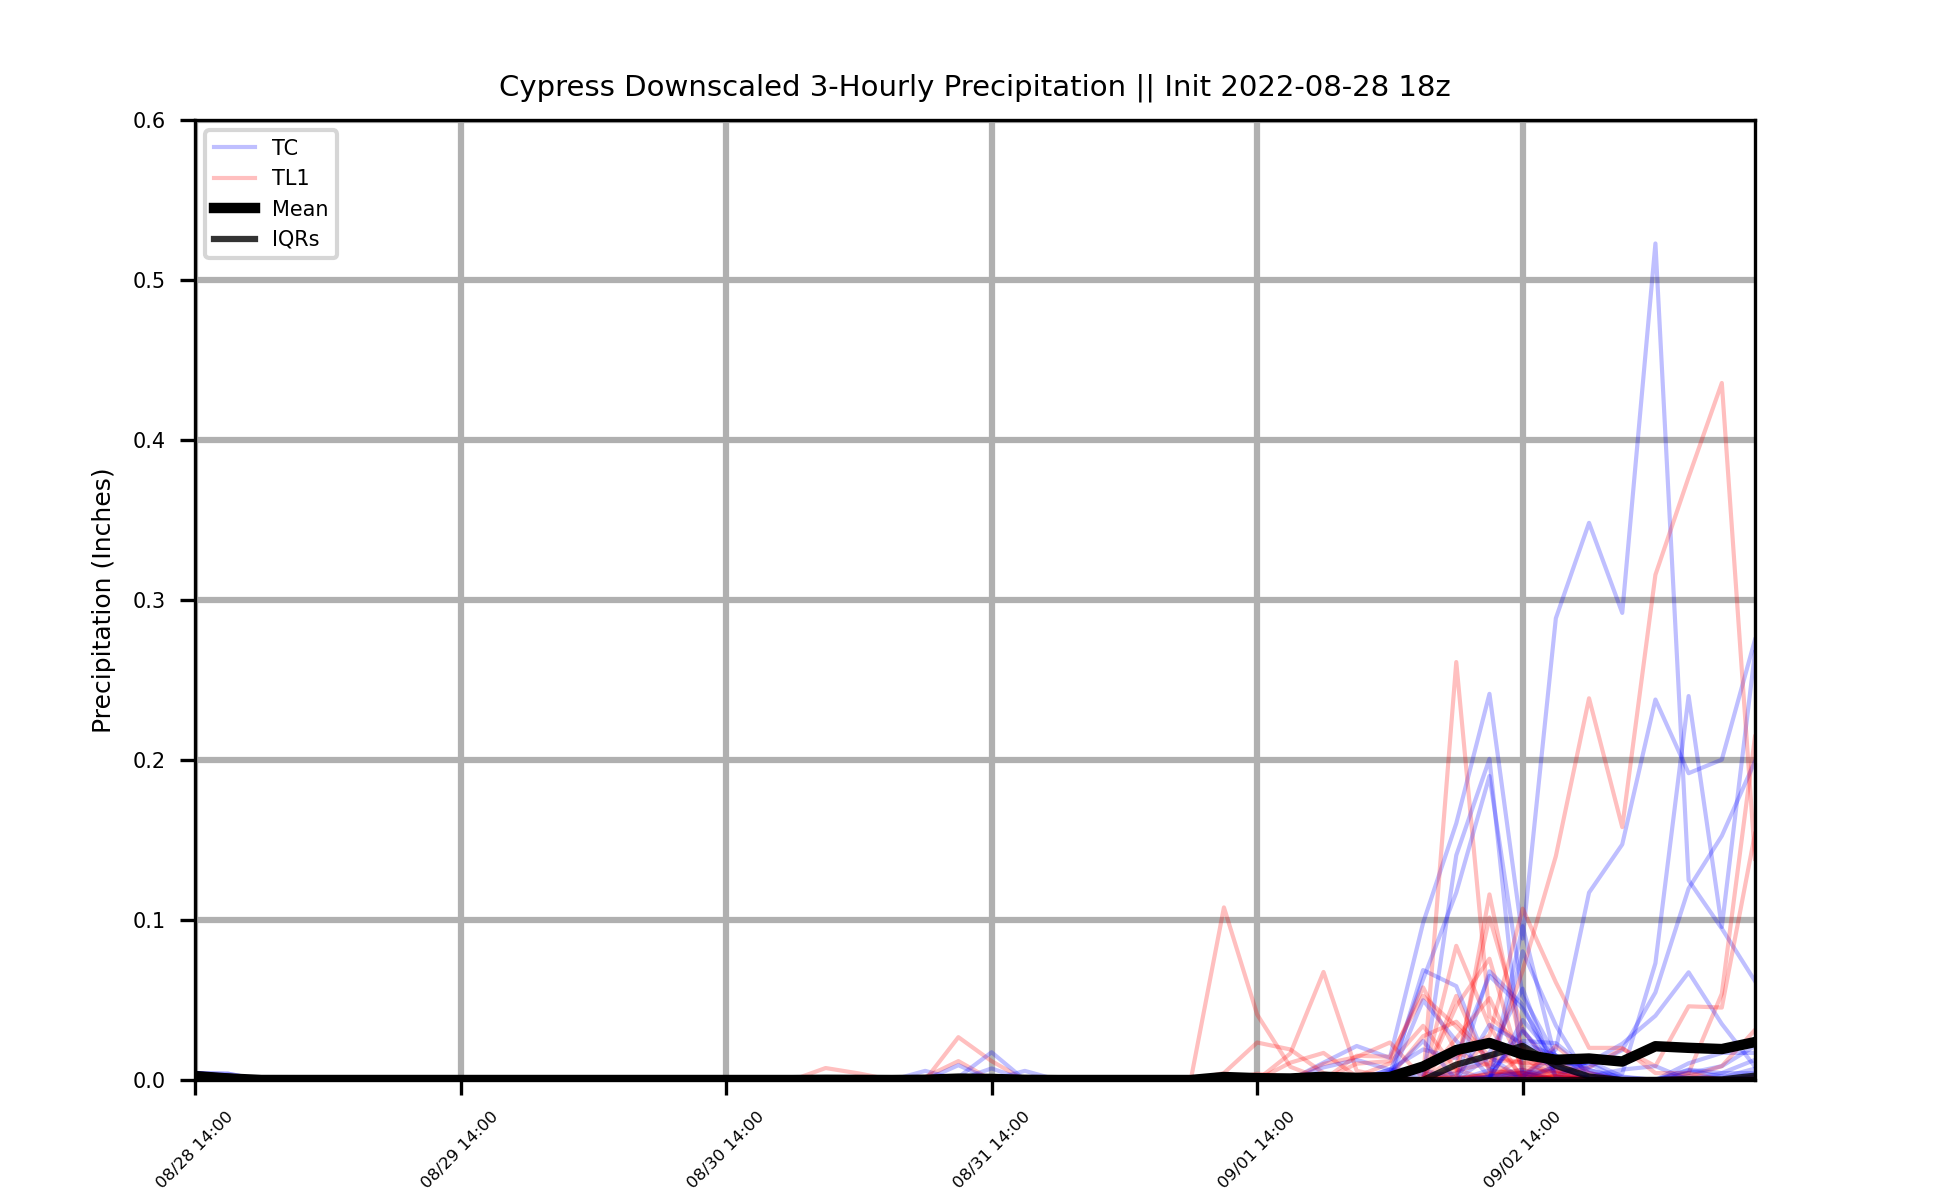 Cypress Downscaled 3-Hourly Precipitation || Init 2022-08-28 18z
TC
TL1
Mean
IQRs
Precipitation (Inches)
0.6
0.5
0.4
0.3
0.2
0.1
0.0
08/28 14:00
08/29 14:00
08/30 14:00
08/31 14:00
09/01 14:00
09/02 14:00